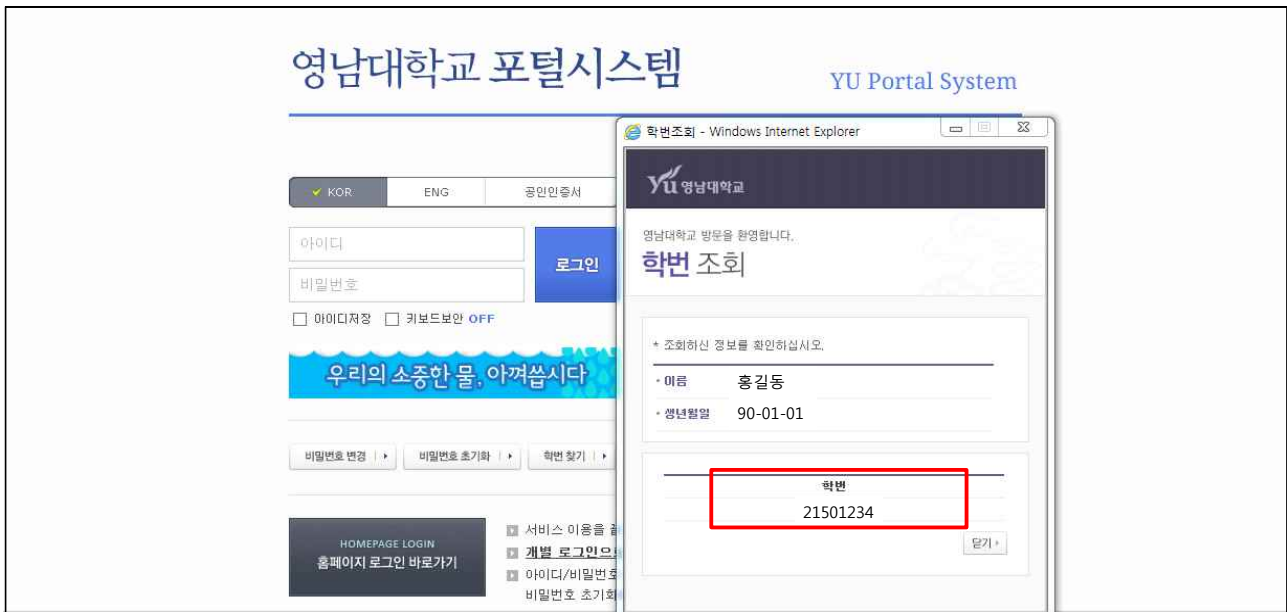 영남대학교 포털시스템
YU Portal System
KOR
ENG
공인인증서
아이디
비밀번호
로그인
아이디저장
키보드보안 OFF
우리의 소중한 물, 아껴씁시다
비밀번호 변경
비밀번호 초기화
학번 찾기
HOMEPAGE LOGIN
홈페이지 로그인 바로가기
서비스 이용을
개별 로그인으
아이디/비밀번호
비밀번호 초기화
학번조회 - Windows Internet Explorer
yu 영남대학교
영남대학교 방문을 환영합니다.
학번 조회
* 조회하신 정보를 확인하십시오.
이름 홍길동
생년월일 90-01-01
학번
21501234
닫기